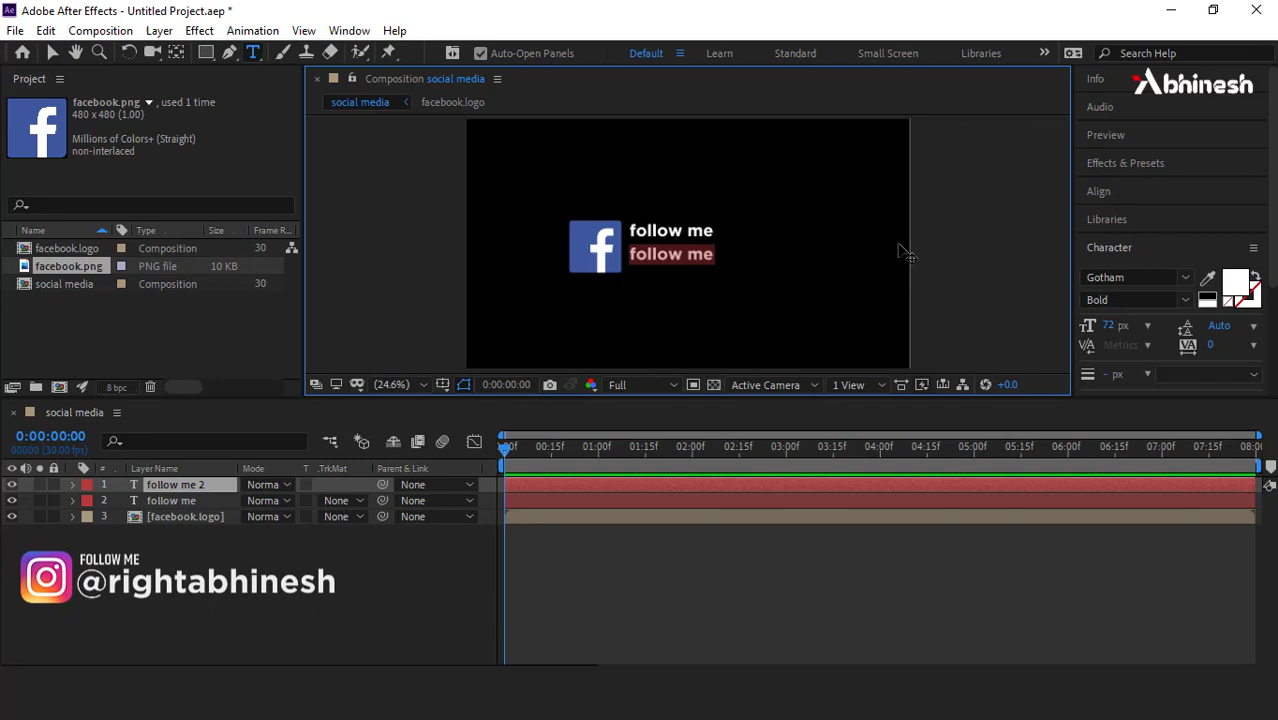 Ae Adobe After Effects - Untitled Project.aep *
File Edit Composition Layer Effect Animation View Window Help
T Auto-Open Panels Default Learn Standard Small Screen Libraries Search Help
Project
facebook.png , used 1 time
480 x 480 (1.00)
Millions of Colors+ (Straight)
non-interlaced
Name Type Size Frame R...
facebook.logo Composition 30
facebook.png PNG file 10 KB
social media Composition 30
8 bpc
Composition social media
social media facebook.logo
f follow me
follow me
(24.6%) 0:00:00:00 Full Active Camera 1 View +0.0
Info
Abhinesh
Audio
Preview
Effects & Presets
Align
Libraries
Character
Gotham
Bold
72 px Auto
Metrics 0
- px
social media
0:00:00:00
00000 (30.00 fps)
:00f 00:15f 01:00f 01:15f 02:00f 02:15f 03:00f 03:15f 04:00f 04:15f 05:00f 05:15f 06:00f 06:15f 07:00f 07:15f 08:00f
# Layer Name Mode T .TrkMat Parent & Link
1 T follow me 2 Norma None
2 T follow me Norma None None
3 [facebook.logo] Norma None None
FOLLOW ME
@rightabhinesh